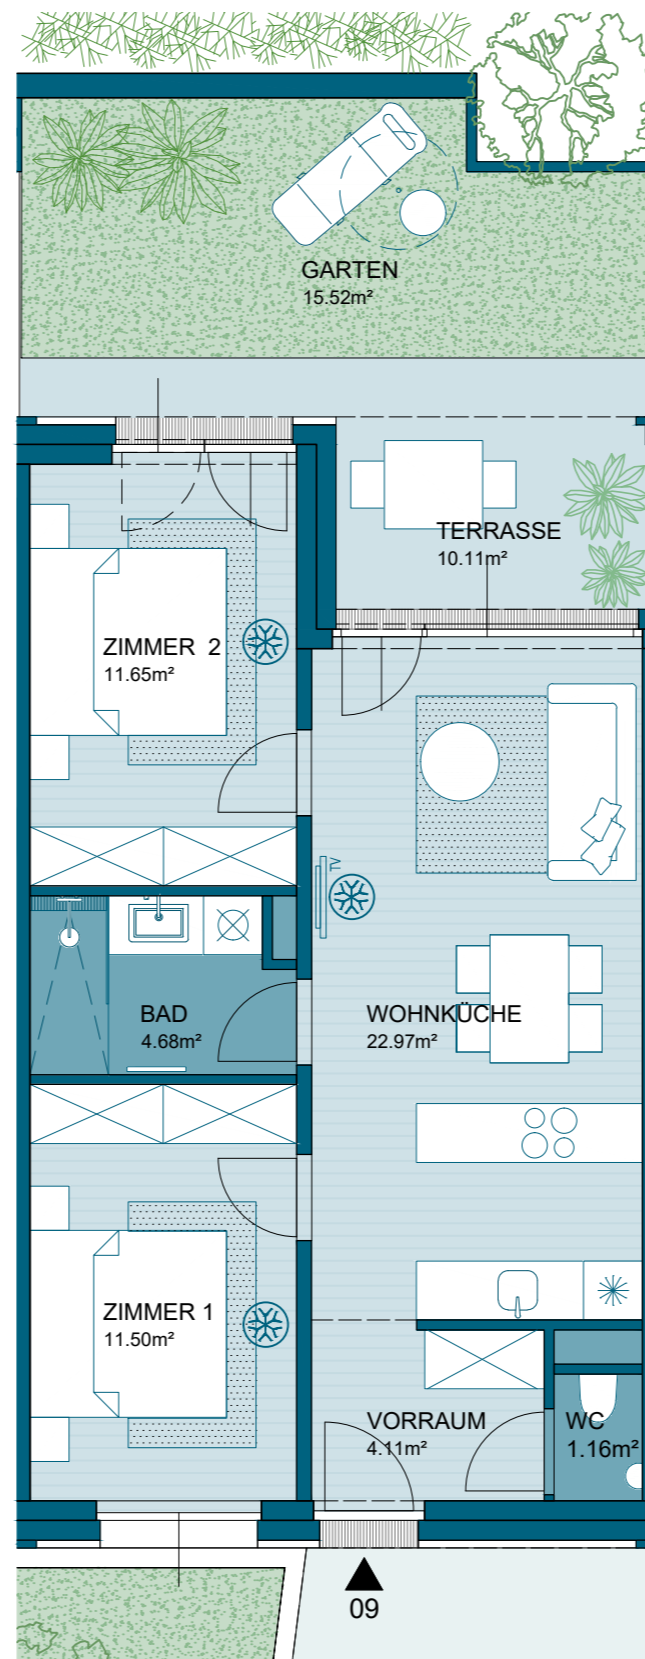 GARTEN
15.52m²
TERRASSE
10.11m²
ZIMMER 2
11.65m²
TV
BAD
4.68m²
WOHNKÜCHE
22.97m²
ZIMMER 1
11.50m²
VORRAUM
4.11m²
WC
1.16m²
09